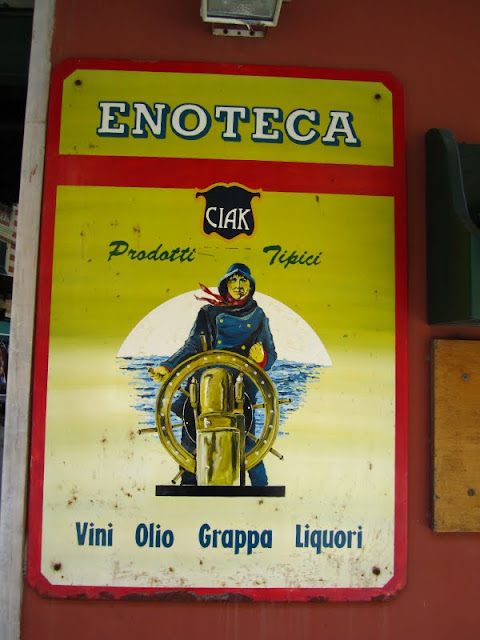 ENOTECA
CIAK
Prodotti Tipici
Vini Olio Grappa Liquori